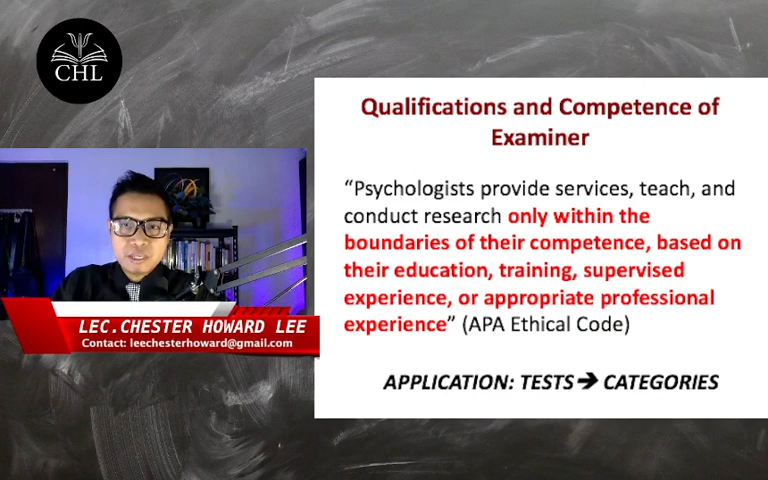 CHL
Qualifications and Competence of
Examiner
“Psychologists provide services, teach, and
conduct research only within the
boundaries of their competence, based on
their education, training, supervised
experience, or appropriate professional
experience” (APA Ethical Code)
APPLICATION: TESTS➔ CATEGORIES
LEC.CHESTER HOWARD LEE
Contact: leechesterhoward@gmail.com